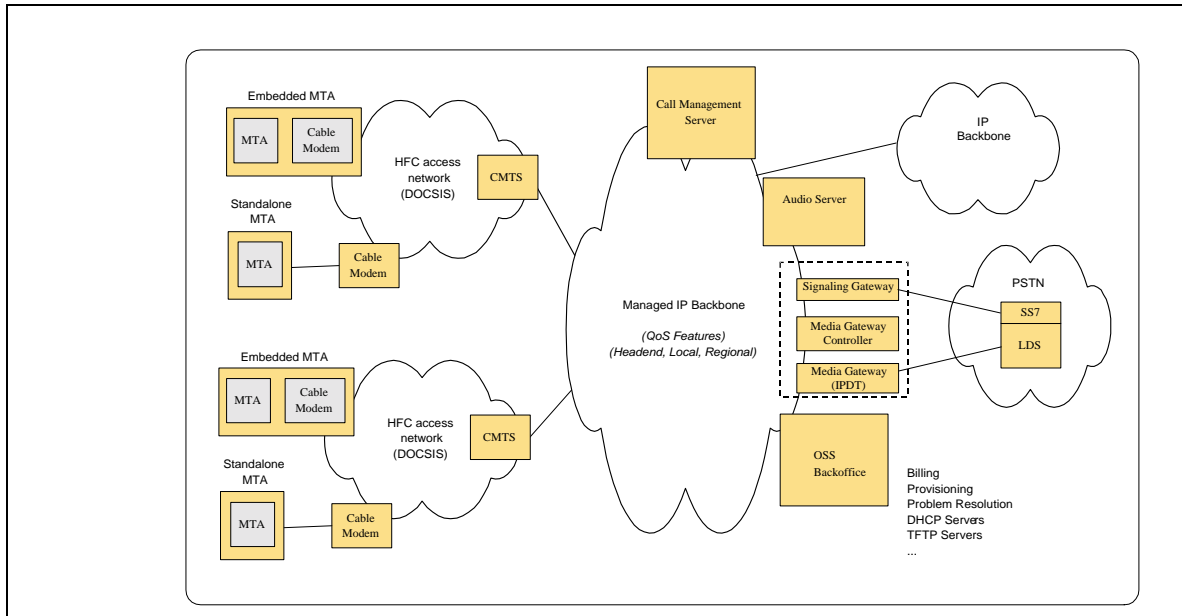 Embedded MTA
MTA
Cable
Modem
HFC access
network
(DOCSIS)
CMTS
Standalone
MTA
MTA
Cable
Modem
Embedded MTA
MTA
Cable
Modem
HFC access
network
(DOCSIS)
CMTS
Standalone
MTA
MTA
Cable
Modem
Call Management
Server
IP
Backbone
Audio Server
Managed IP Backbone
(QoS Features)
(Headend, Local, Regional)
Signaling Gateway
Media Gateway
Controller
Media Gateway
(IPDT)
PSTN
SS7
LDS
OSS
Backoffice
Billing
Provisioning
Problem Resolution
DHCP Servers
TFTP Servers
...